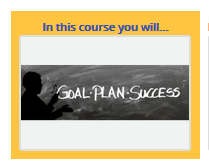 In this course you will...
GOAL·PLAN·SUCCESS